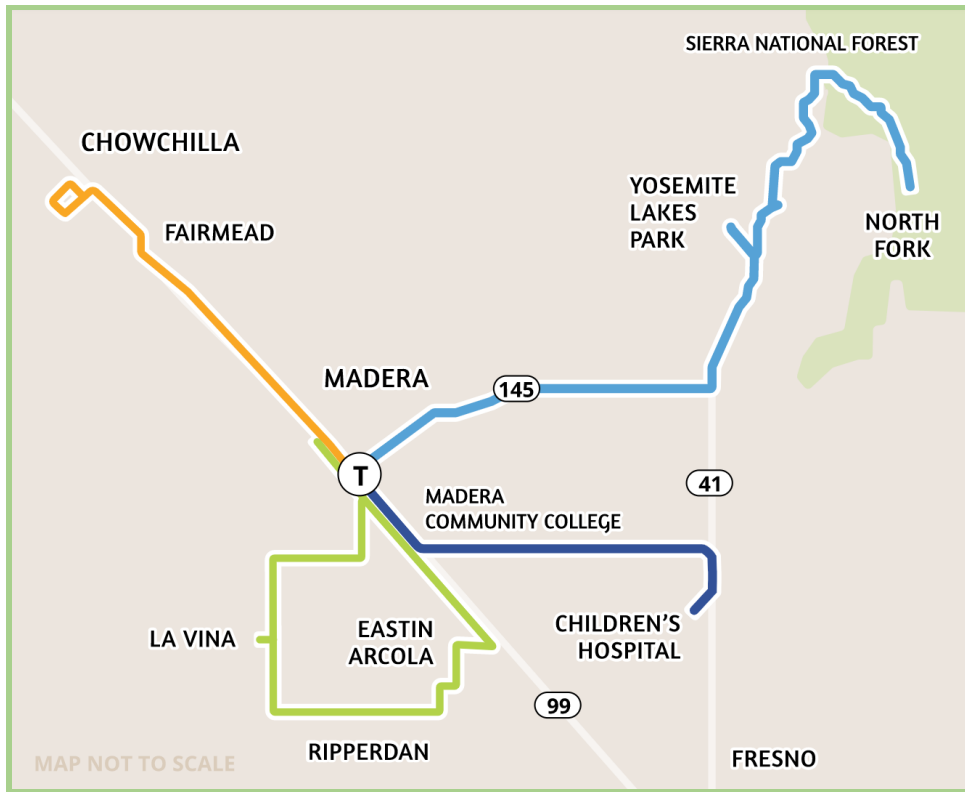 SIERRA NATIONAL FOREST
CHOWCHILLA
YOSEMITE
LAKES
PARK
NORTH
FORK
FAIRMEAD
MADERA
145
T
41
MADERA
COMMUNITY COLLEGE
LA VINA
EASTIN
ARCOLA
CHILDREN'S
HOSPITAL
99
RIPPERDAN
FRESNO
MAP NOT TO SCALE